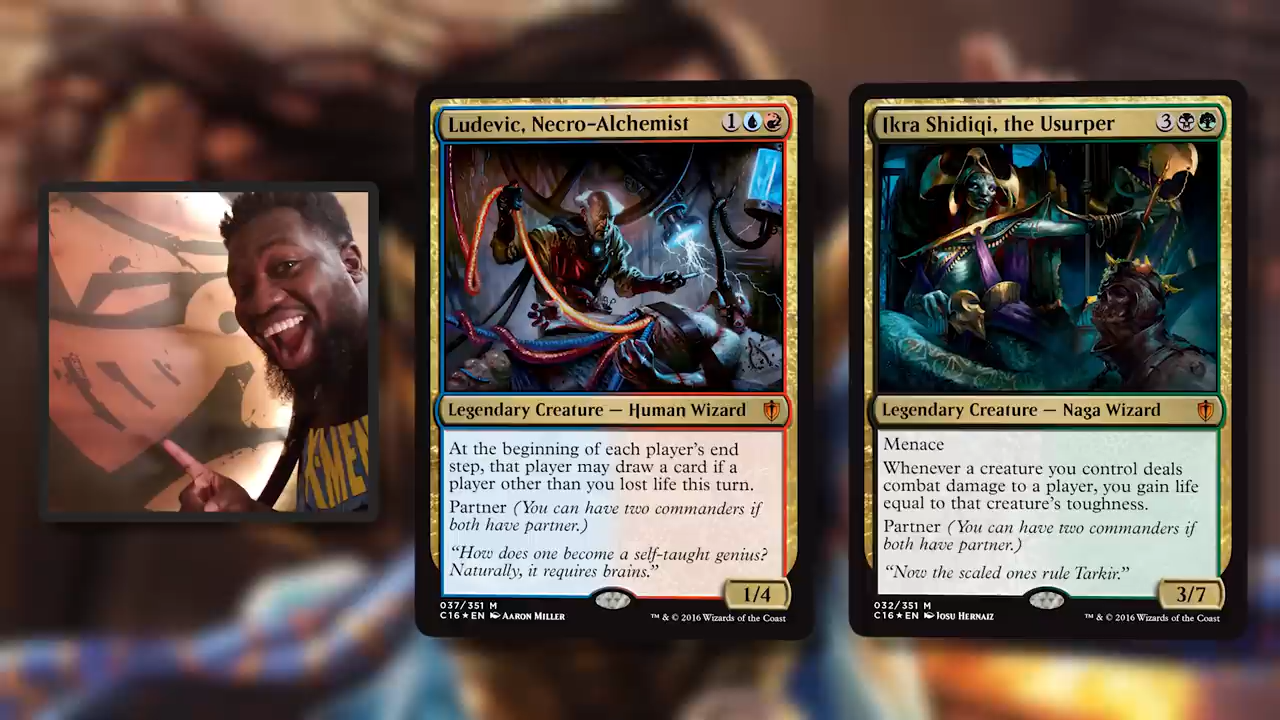 X-MEN
Ludevic, Necro-Alchemist 1
Legendary Creature — Human Wizard
At the beginning of each player's end
step, that player may draw a card if a
player other than you lost life this turn.
Partner (You can have two commanders if
both have partner.)
“How does one become a self-taught genius?
Naturally, it requires brains.”
1/4
037/351 M
C16★EN Aaron Miller
™ & © 2016 Wizards of the Coast
Ikra Shidiqi, the Usurper 3
Legendary Creature — Naga Wizard
Menace
Whenever a creature you control deals
combat damage to a player, you gain life
equal to that creature's toughness.
Partner (You can have two commanders if
both have partner.)
“Now the scaled ones rule Tarkir.”
3/7
032/351 M
C16★EN Iosu Hernaiz
™ & © 2016 Wizards of the Coast